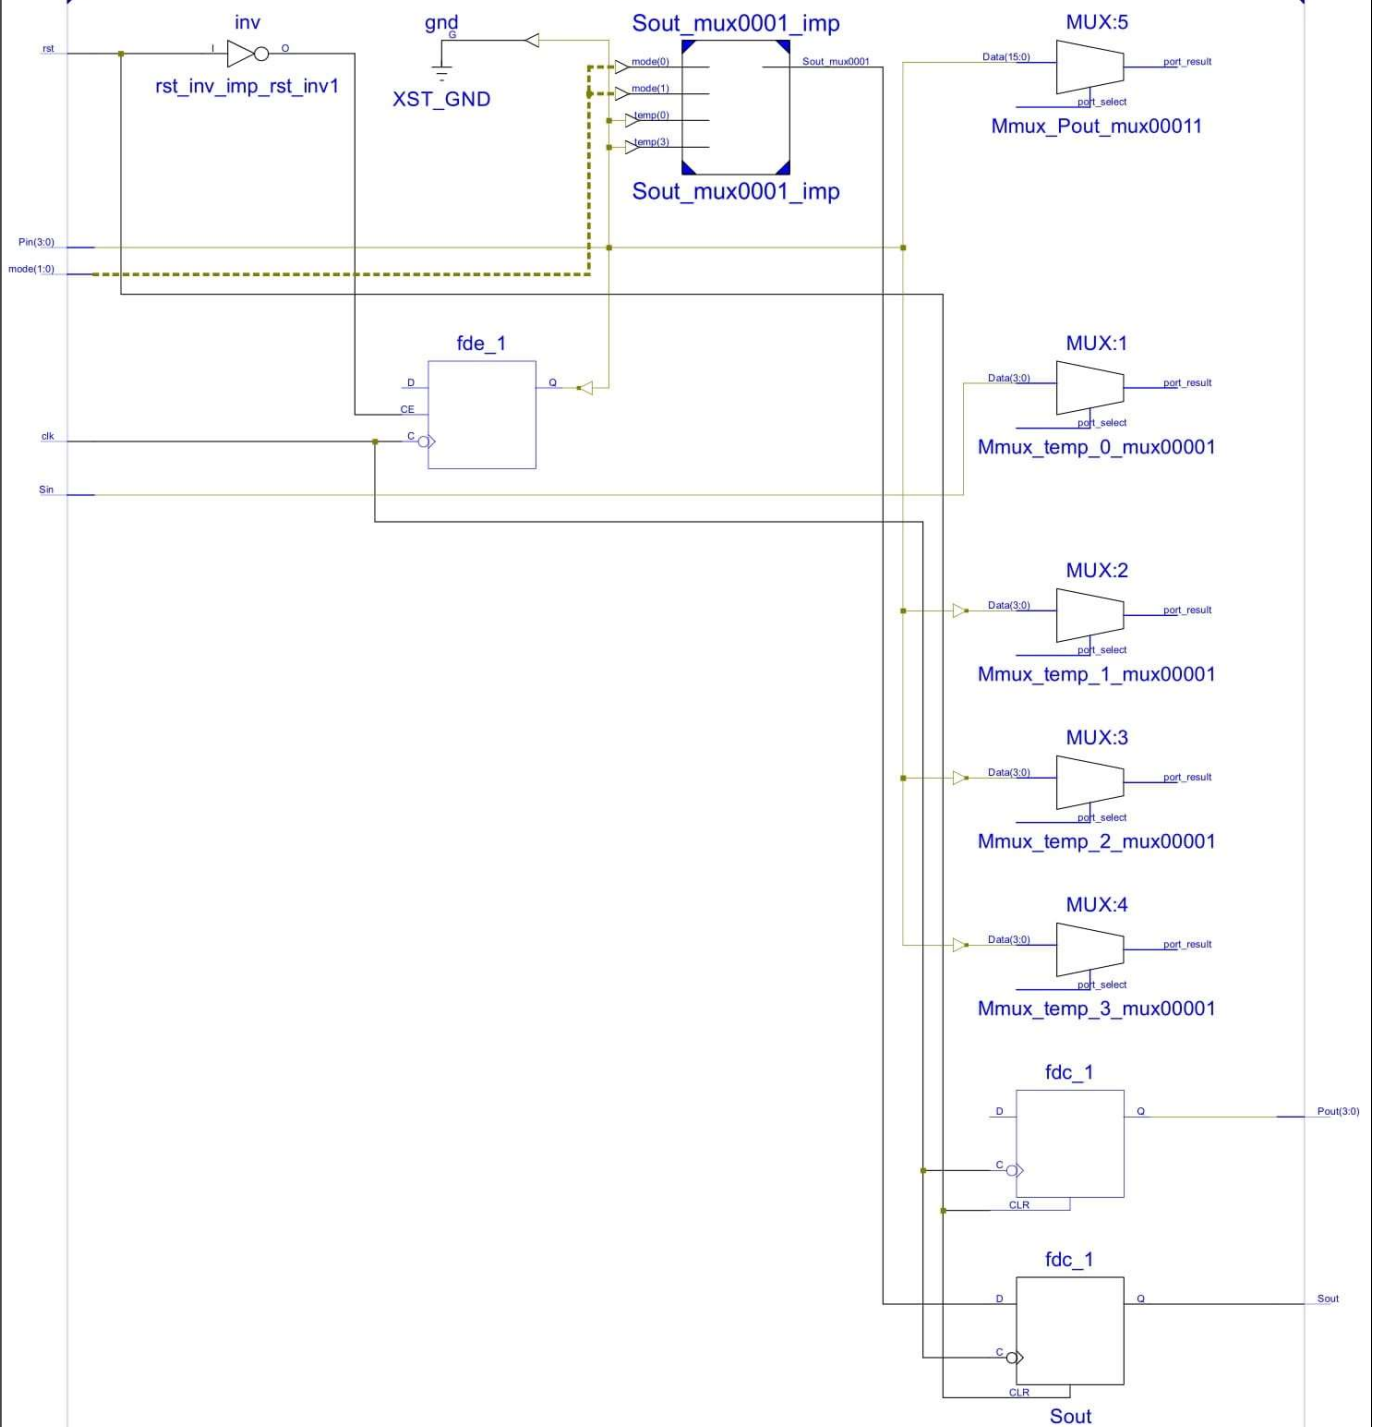 inv
gnd
Sout_mux0001_imp
MUX:5
rst
I
O
G
mode(0)
Sout_mux0001
Data(15:0)
port_result
rst_inv_imp_rst_inv1
XST_GND
mode(1)
port_select
temp(0)
Mmux_Pout_mux00011
temp(3)
Sout_mux0001_imp
Pin(3:0)
mode(1:0)
fde_1
MUX:1
D
Q
Data(3:0)
port_result
CE
port_select
clk
C
Mmux_temp_0_mux00001
Sin
MUX:2
Data(3:0)
port_result
port_select
Mmux_temp_1_mux00001
MUX:3
Data(3:0)
port_result
port_select
Mmux_temp_2_mux00001
MUX:4
Data(3:0)
port_result
port_select
Mmux_temp_3_mux00001
fdc_1
D
Q
Pout(3:0)
C
CLR
fdc_1
D
Q
Sout
C
CLR
Sout